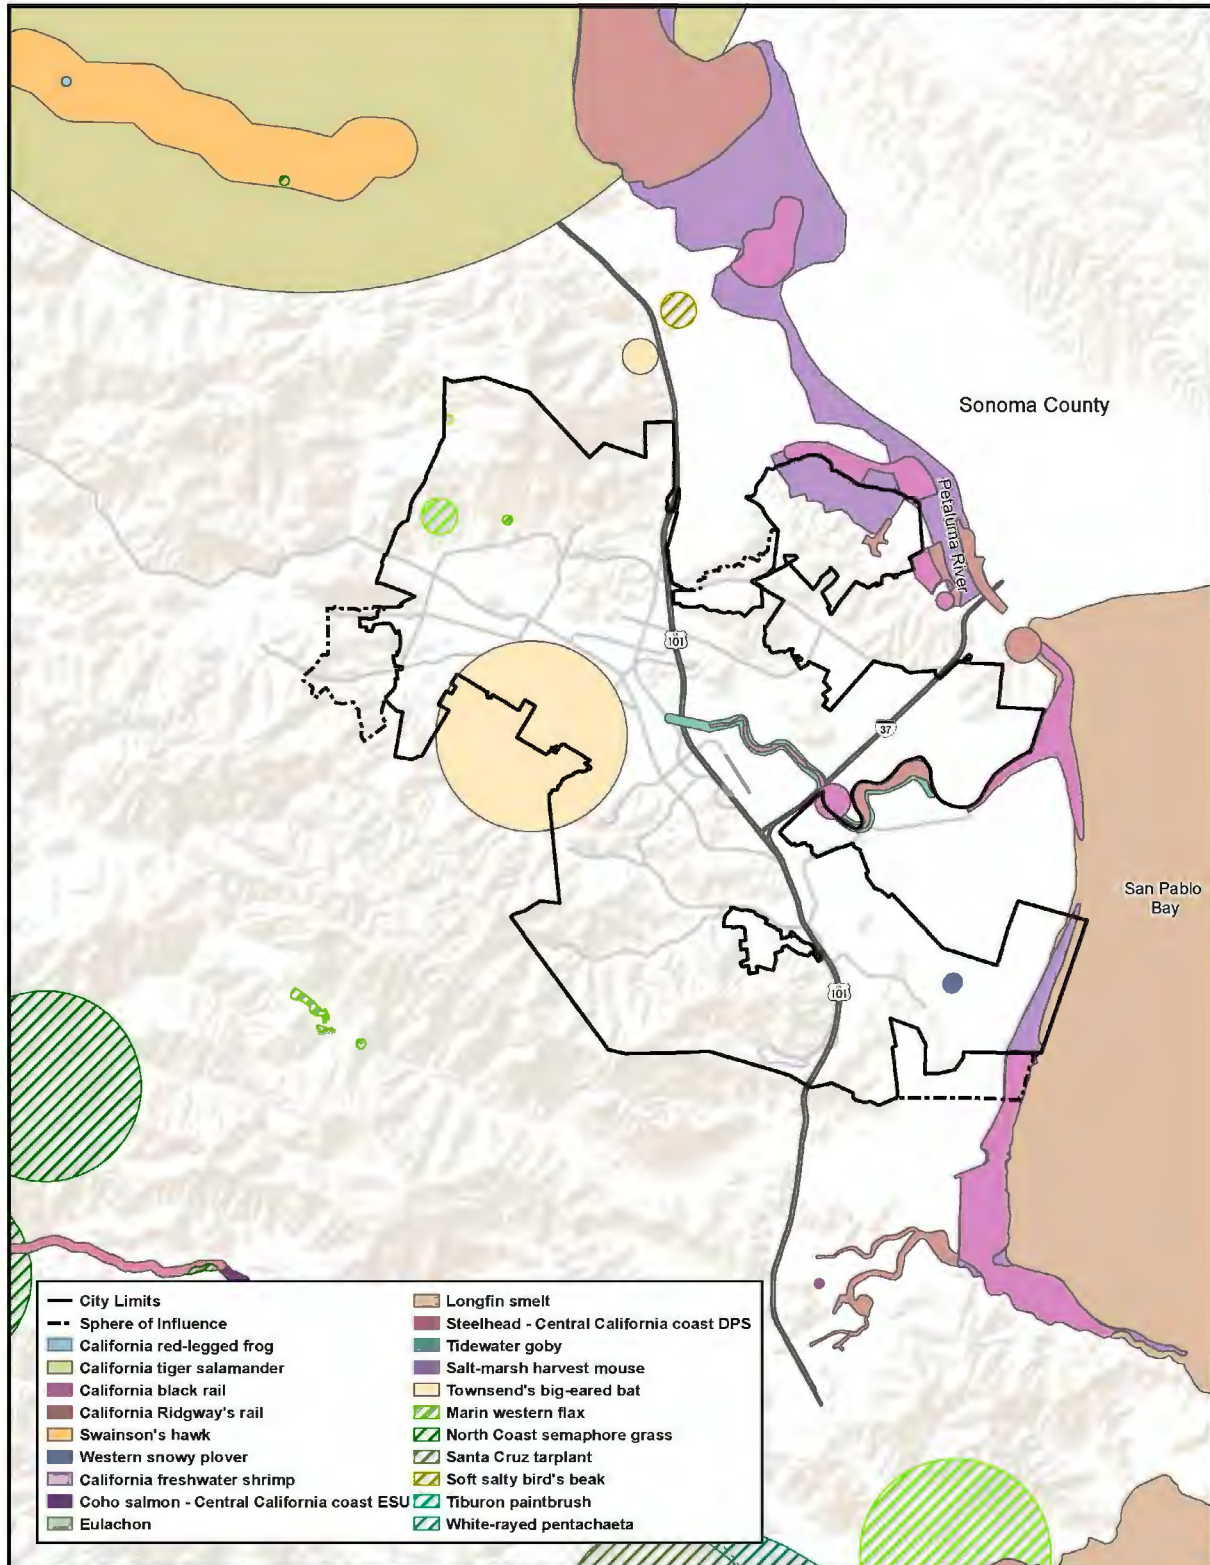 Sonoma County
Petaluma River
US
101
37
San Pablo
Bay
US
101
City Limits
Sphere of Influence
California red-legged frog
California tiger salamander
California black rail
California Ridgway's rail
Swainson's hawk
Western snowy plover
California freshwater shrimp
Coho salmon - Central California coast ESU
Eulachon
Longfin smelt
Steelhead - Central California coast DPS
Tidewater goby
Salt-marsh harvest mouse
Townsend's big-eared bat
Marin western flax
North Coast semaphore grass
Santa Cruz tarplant
Soft salty bird's beak
Tiburon paintbrush
White-rayed pentachaeta